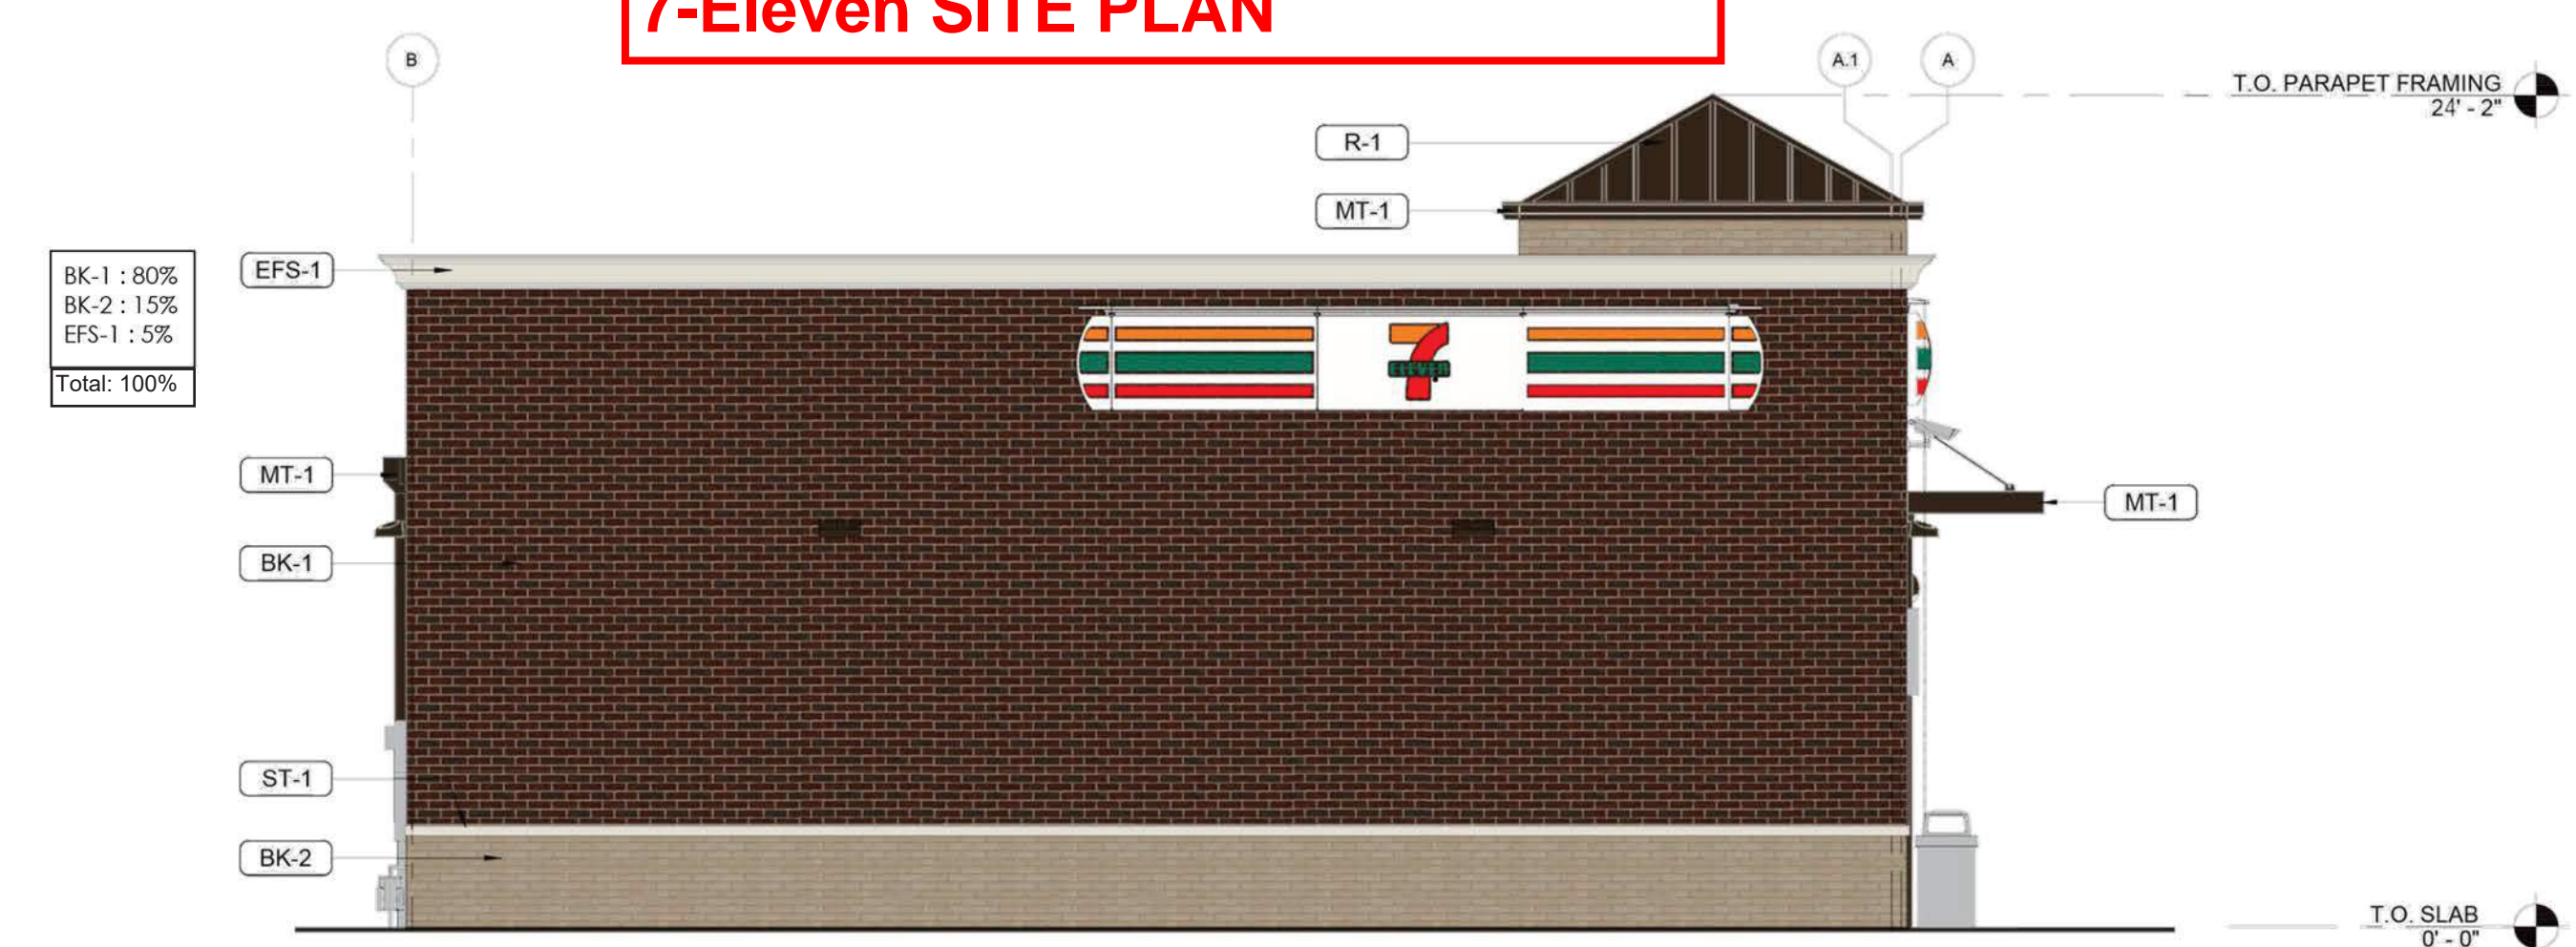 7-Eleven SITE PLAN
B
A.1
A
T.O. PARAPET FRAMING
24' - 2"
R-1
MT-1
EFS-1
BK-1 : 80%
BK-2 : 15%
EFS-1 : 5%
Total: 100%
7
ELEVEN
MT-1
MT-1
BK-1
ST-1
BK-2
T.O. SLAB
0' - 0"